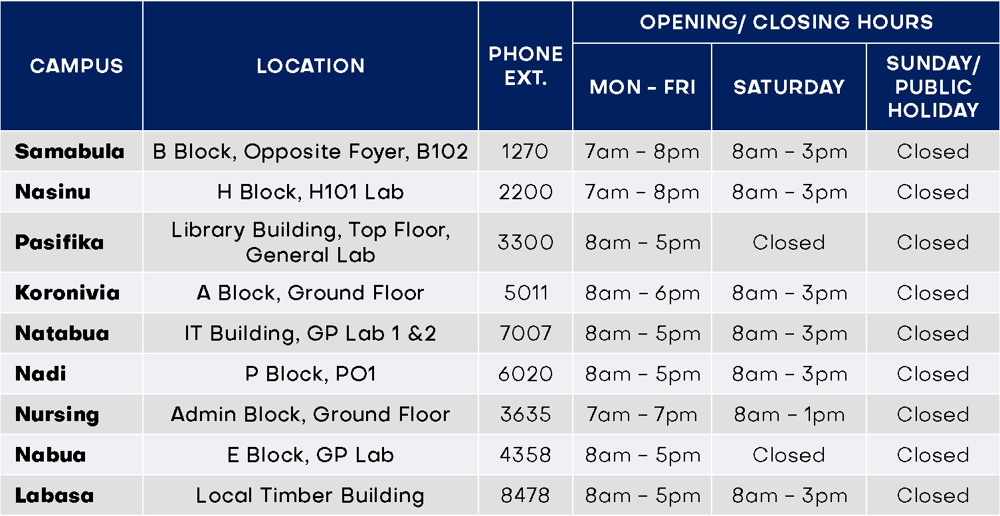 CAMPUS LOCATION PHONE EXT. OPENING/ CLOSING HOURS
MON - FRI SATURDAY SUNDAY/ PUBLIC HOLIDAY
Samabula B Block, Opposite Foyer, B102 1270 7am - 8pm 8am - 3pm Closed
Nasinu H Block, H101 Lab 2200 7am - 8pm 8am - 3pm Closed
Pasifika Library Building, Top Floor, General Lab 3300 8am - 5pm Closed Closed
Koronivia A Block, Ground Floor 5011 8am - 6pm 8am - 3pm Closed
Natabua IT Building, GP Lab 1 &2 7007 8am - 5pm 8am - 3pm Closed
Nadi P Block, PO1 6020 8am - 5pm 8am - 3pm Closed
Nursing Admin Block, Ground Floor 3635 7am - 7pm 8am - 1pm Closed
Nabua E Block, GP Lab 4358 8am - 5pm Closed Closed
Labasa Local Timber Building 8478 8am - 5pm 8am - 3pm Closed